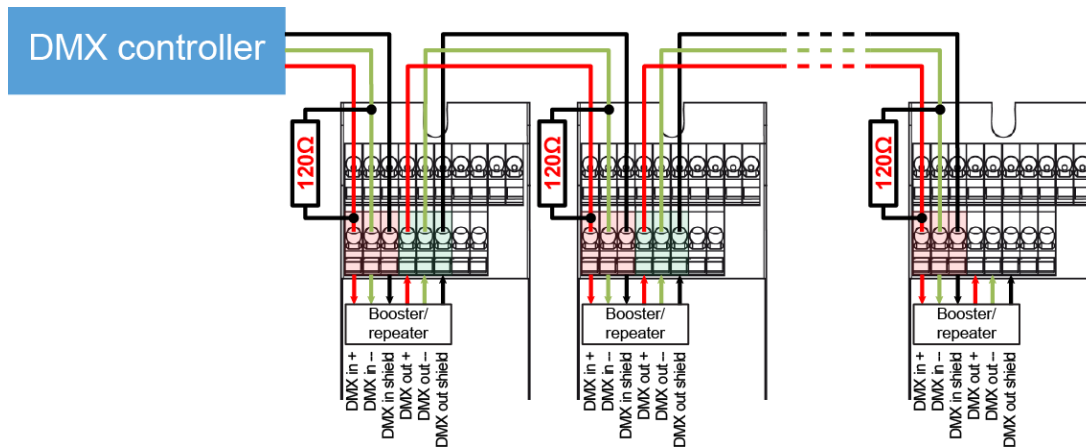 DMX controller
120Ω
120Ω
120Ω
Booster/
repeater
Booster/
repeater
Booster/
repeater
DMX in +
DMX in –
DMX in shield
DMX out +
DMX out –
DMX out shield
DMX in +
DMX in –
DMX in shield
DMX out +
DMX out –
DMX out shield
DMX in +
DMX in –
DMX in shield
DMX out +
DMX out –
DMX out shield